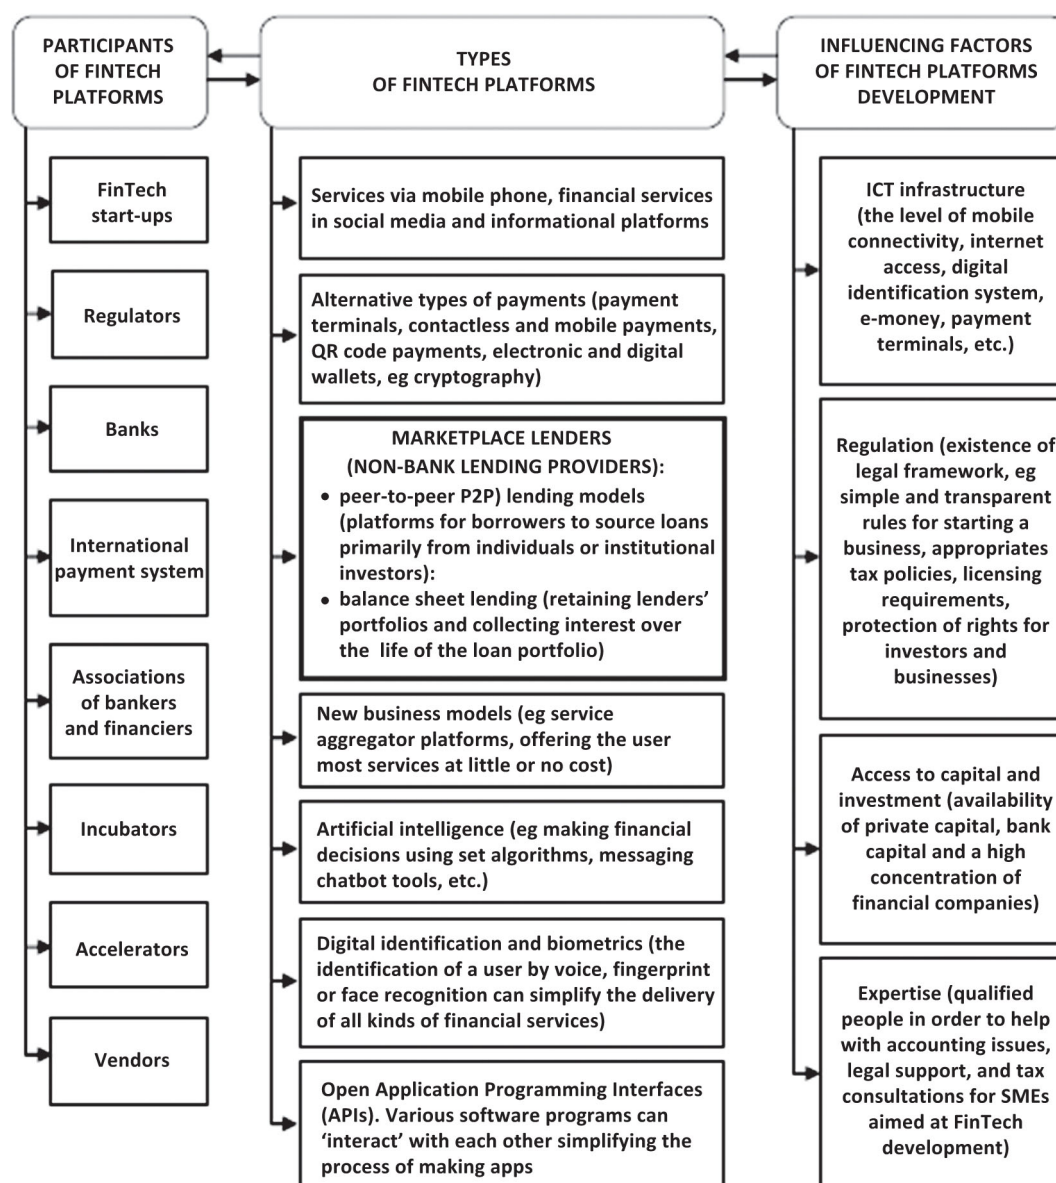 PARTICIPANTS
OF FINTECH
PLATFORMS
FinTech
start-ups
Regulators
Banks
International
payment system
Associations
of bankers
and financiers
Incubators
Accelerators
Vendors
TYPES
OF FINTECH PLATFORMS
Services via mobile phone, financial services
in social media and informational platforms
Alternative types of payments (payment
terminals, contactless and mobile payments,
QR code payments, electronic and digital
wallets, eg cryptography)
MARKETPLACE LENDERS
(NON-BANK LENDING PROVIDERS):
• peer-to-peer P2P) lending models
(platforms for borrowers to source loans
primarily from individuals or institutional
investors):
• balance sheet lending (retaining lenders’
portfolios and collecting interest over
the life of the loan portfolio)
New business models (eg service
aggregator platforms, offering the user
most services at little or no cost)
Artificial intelligence (eg making financial
decisions using set algorithms, messaging
chatbot tools, etc.)
Digital identification and biometrics (the
identification of a user by voice, fingerprint
or face recognition can simplify the delivery
of all kinds of financial services)
Open Application Programming Interfaces
(APIs). Various software programs can
‘interact’ with each other simplifying the
process of making apps
INFLUENCING FACTORS
OF FINTECH PLATFORMS
DEVELOPMENT
ICT infrastructure
(the level of mobile
connectivity, internet
access, digital
identification system,
e-money, payment
terminals, etc.)
Regulation (existence of
legal framework, eg
simple and transparent
rules for starting a
business, appropriates
tax policies, licensing
requirements,
protection of rights for
investors and
businesses)
Access to capital and
investment (availability
of private capital, bank
capital and a high
concentration of
financial companies)
Expertise (qualified
people in order to help
with accounting issues,
legal support, and tax
consultations for SMEs
aimed at FinTech
development)